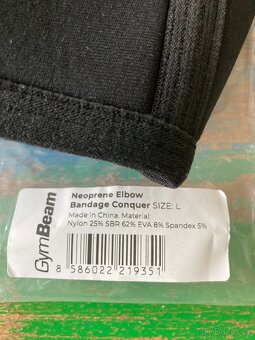 Neoprene Elbow
Bandage Conquer SIZE: L
Made in China. Material:
Nylon 25% SBR 62% EVA 8% Spandex 5%
GymBeam
8 586022 219351